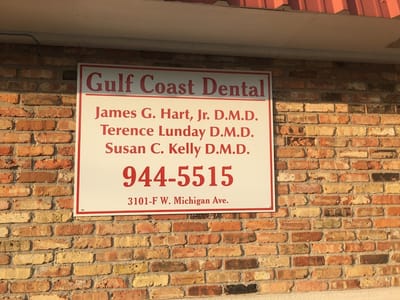 Gulf Coast Dental
James G. Hart, Jr. D.M.D.
Terence Lunday D.M.D.
Susan C. Kelly D.M.D.
944-5515
3101-F W. Michigan Ave.